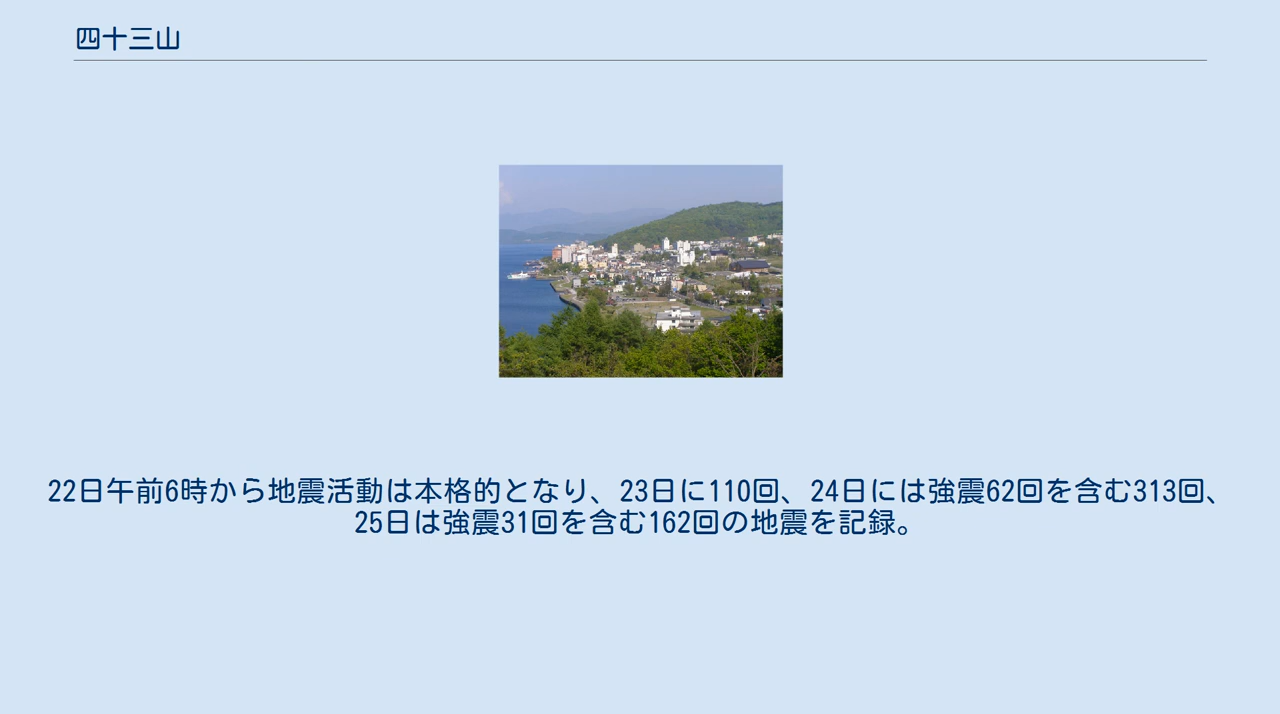 四十三山
22日午前6時から地震活動は本格的となり、23日に110回、24日には強震62回を含む313回、
25日は強震31回を含む162回の地震を記録。